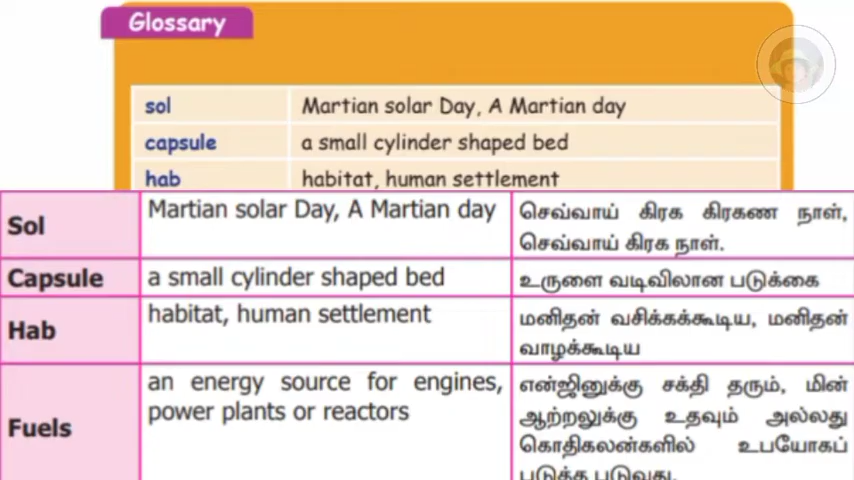 Glossary
sol Martian solar Day, A Martian day
capsule a small cylinder shaped bed
hab habitat, human settlement
Sol Martian solar Day, A Martian day செவ்வாய் கிரக கிரகண நாள்,
செவ்வாய் கிரக நாள்.
Capsule a small cylinder shaped bed உருளை வடிவிலான படுக்கை
Hab habitat, human settlement மனிதன் வசிக்கக்கூடிய, மனிதன்
வாழக்கூடிய
Fuels an energy source for engines, என்ஜினுக்கு சக்தி தரும், மின்
power plants or reactors ஆற்றலுக்கு உதவும் அல்லது
கொதிகலன்களில் உபயோகப்
படுத்த படுவது.